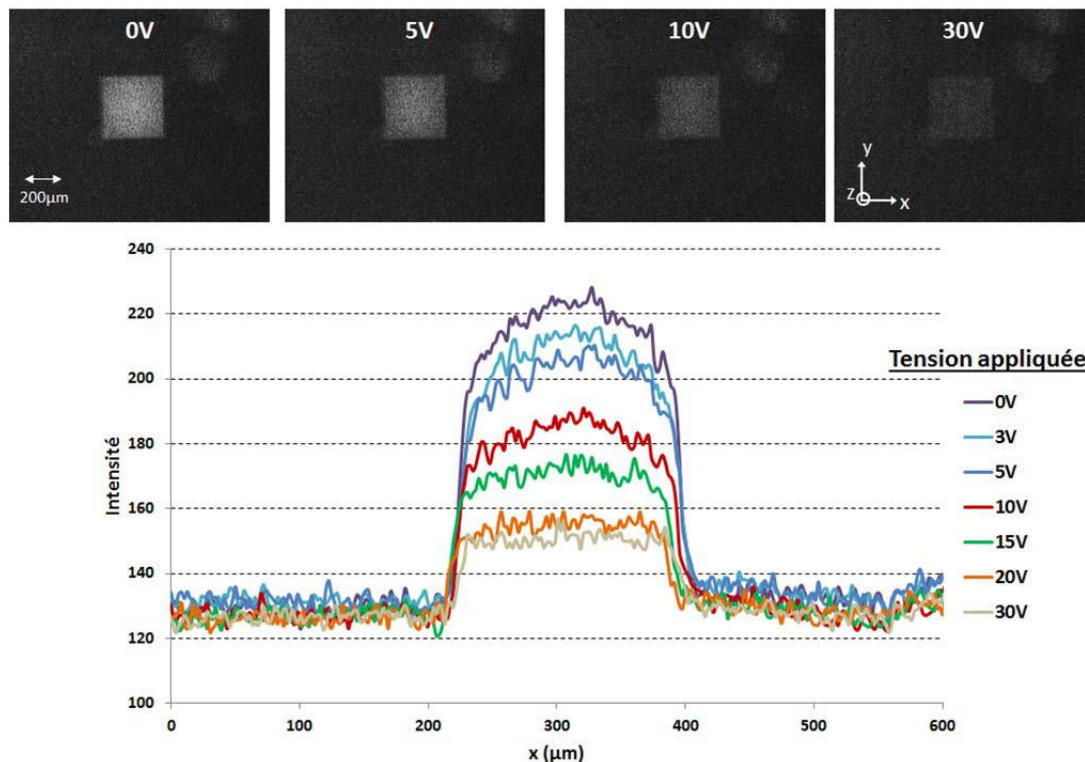 0V
5V
10V
30V
200µm
y
z
x
240
220
200
180
160
140
120
100
Intensité
0
100
200
300
400
500
600
x (µm)
Tension appliquée
0V
3V
5V
10V
15V
20V
30V